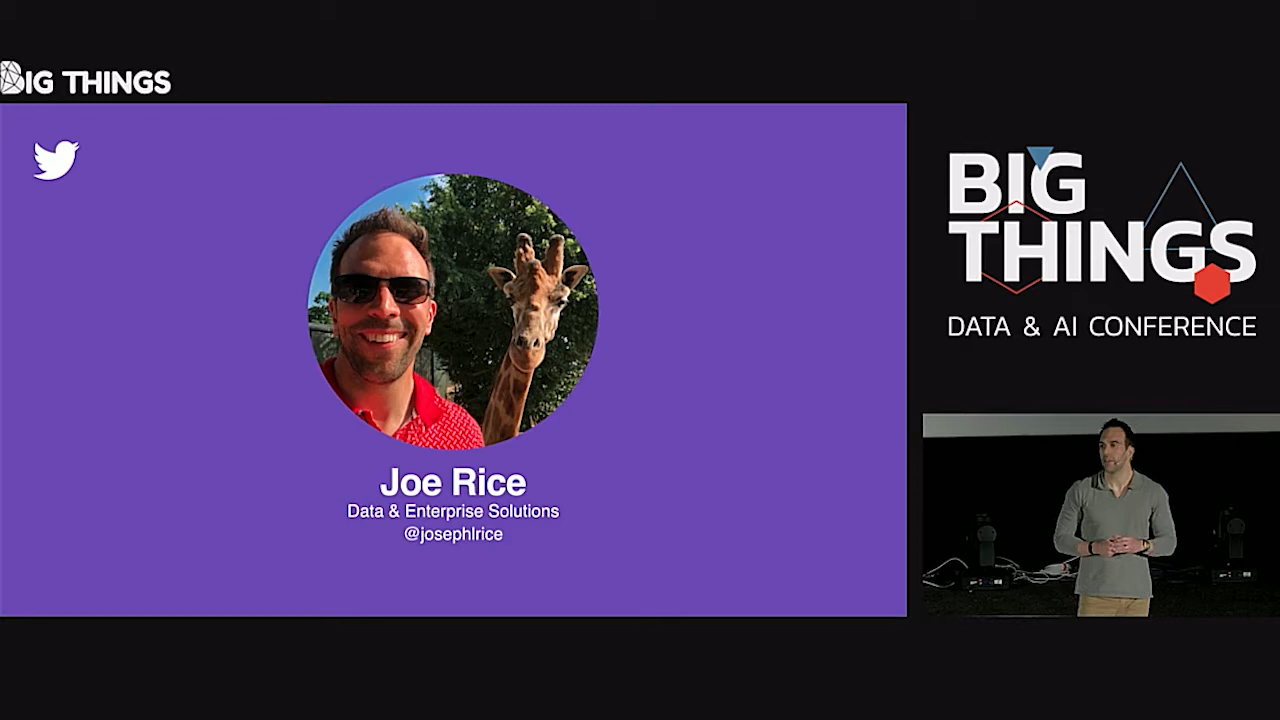 BIG THINGS
Joe Rice
Data & Enterprise Solutions
@josephlrice
BIG
THINGS
DATA & AI CONFERENCE